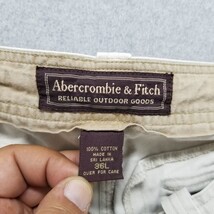 Abercrombie & Fitch
RELIABLE OUTDOOR GOODS
100% COTTON
MADE IN
SRI LANKA
36L
OVER FOR CARE